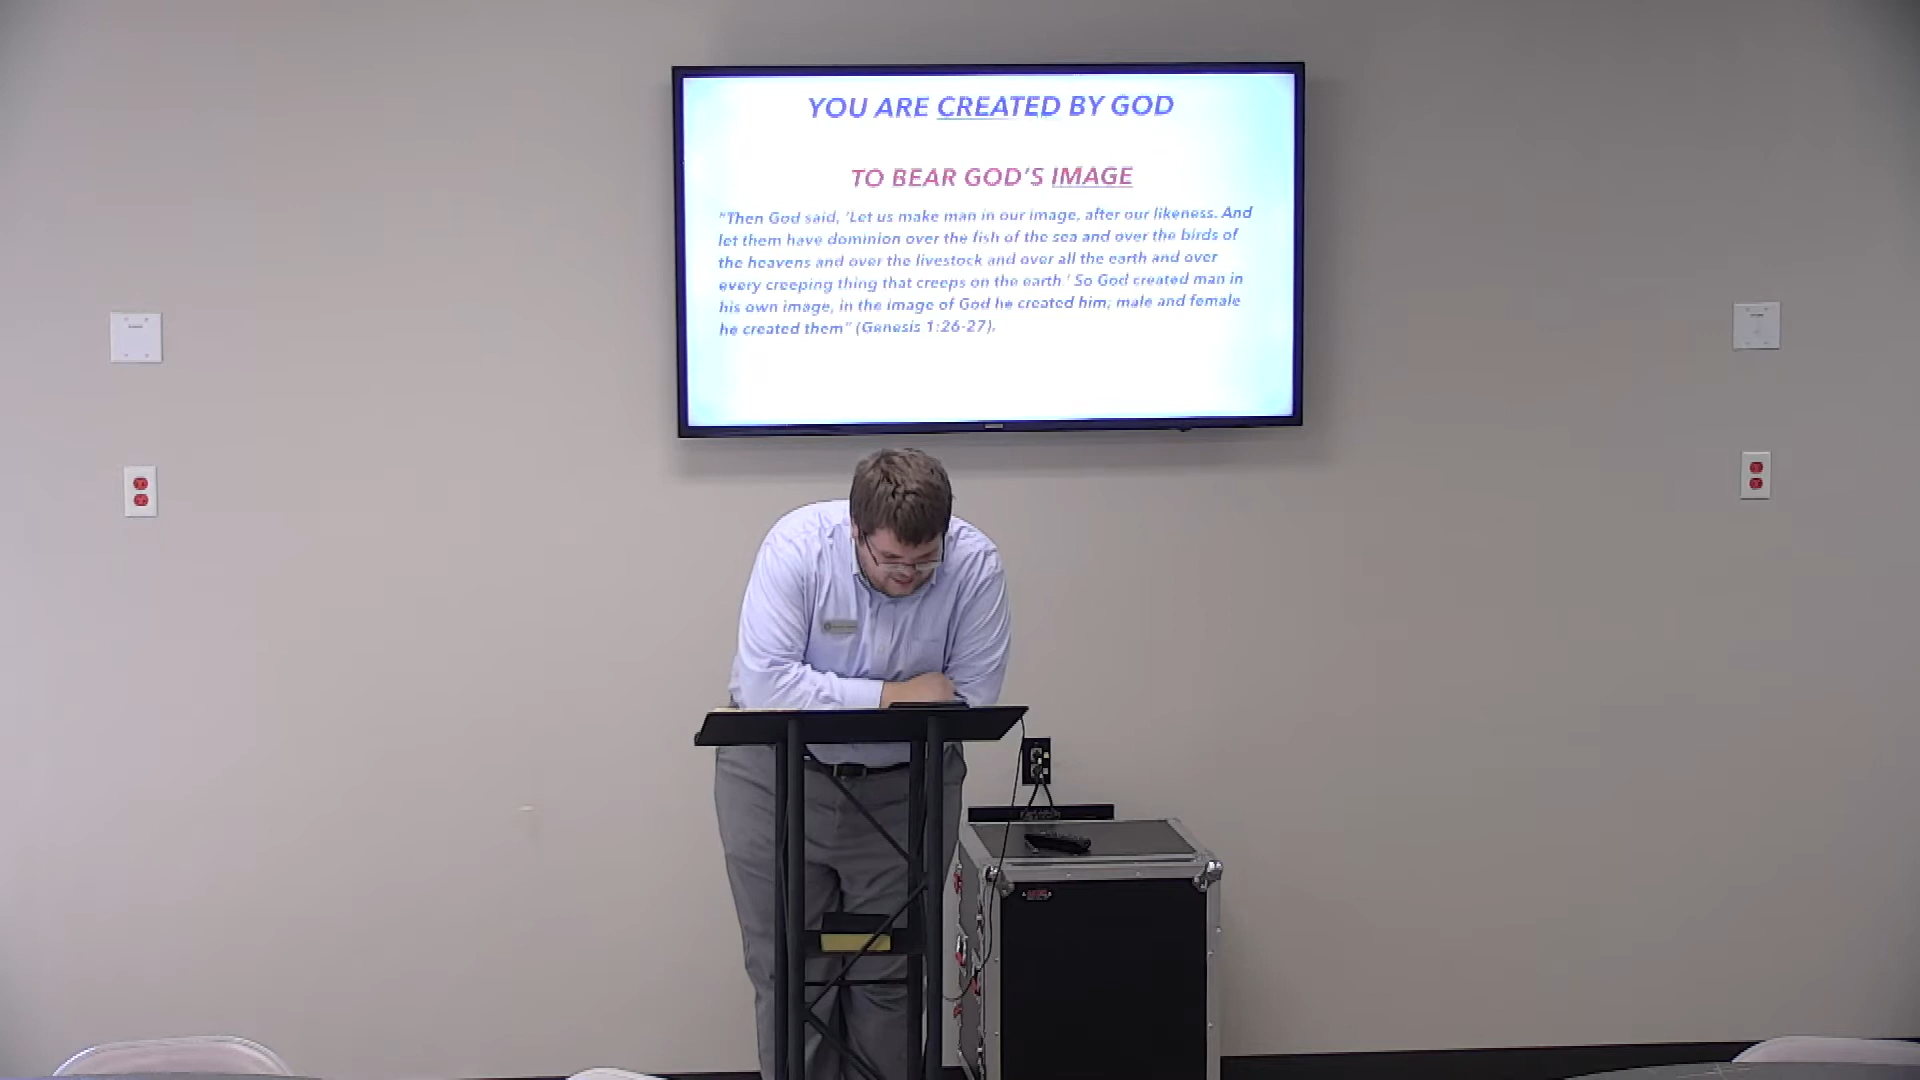 YOU ARE CREATED BY GOD
TO BEAR GOD'S IMAGE
"Then God said, 'Let us make man in our image, after our likeness. And
let them have dominion over the fish of the sea and over the birds of
the heavens and over the livestock and over all the earth and over
every creeping thing that creeps on the earth.' So God created man in
his own image, in the image of God he created him; male and female
he created them" (Genesis 1:26-27).